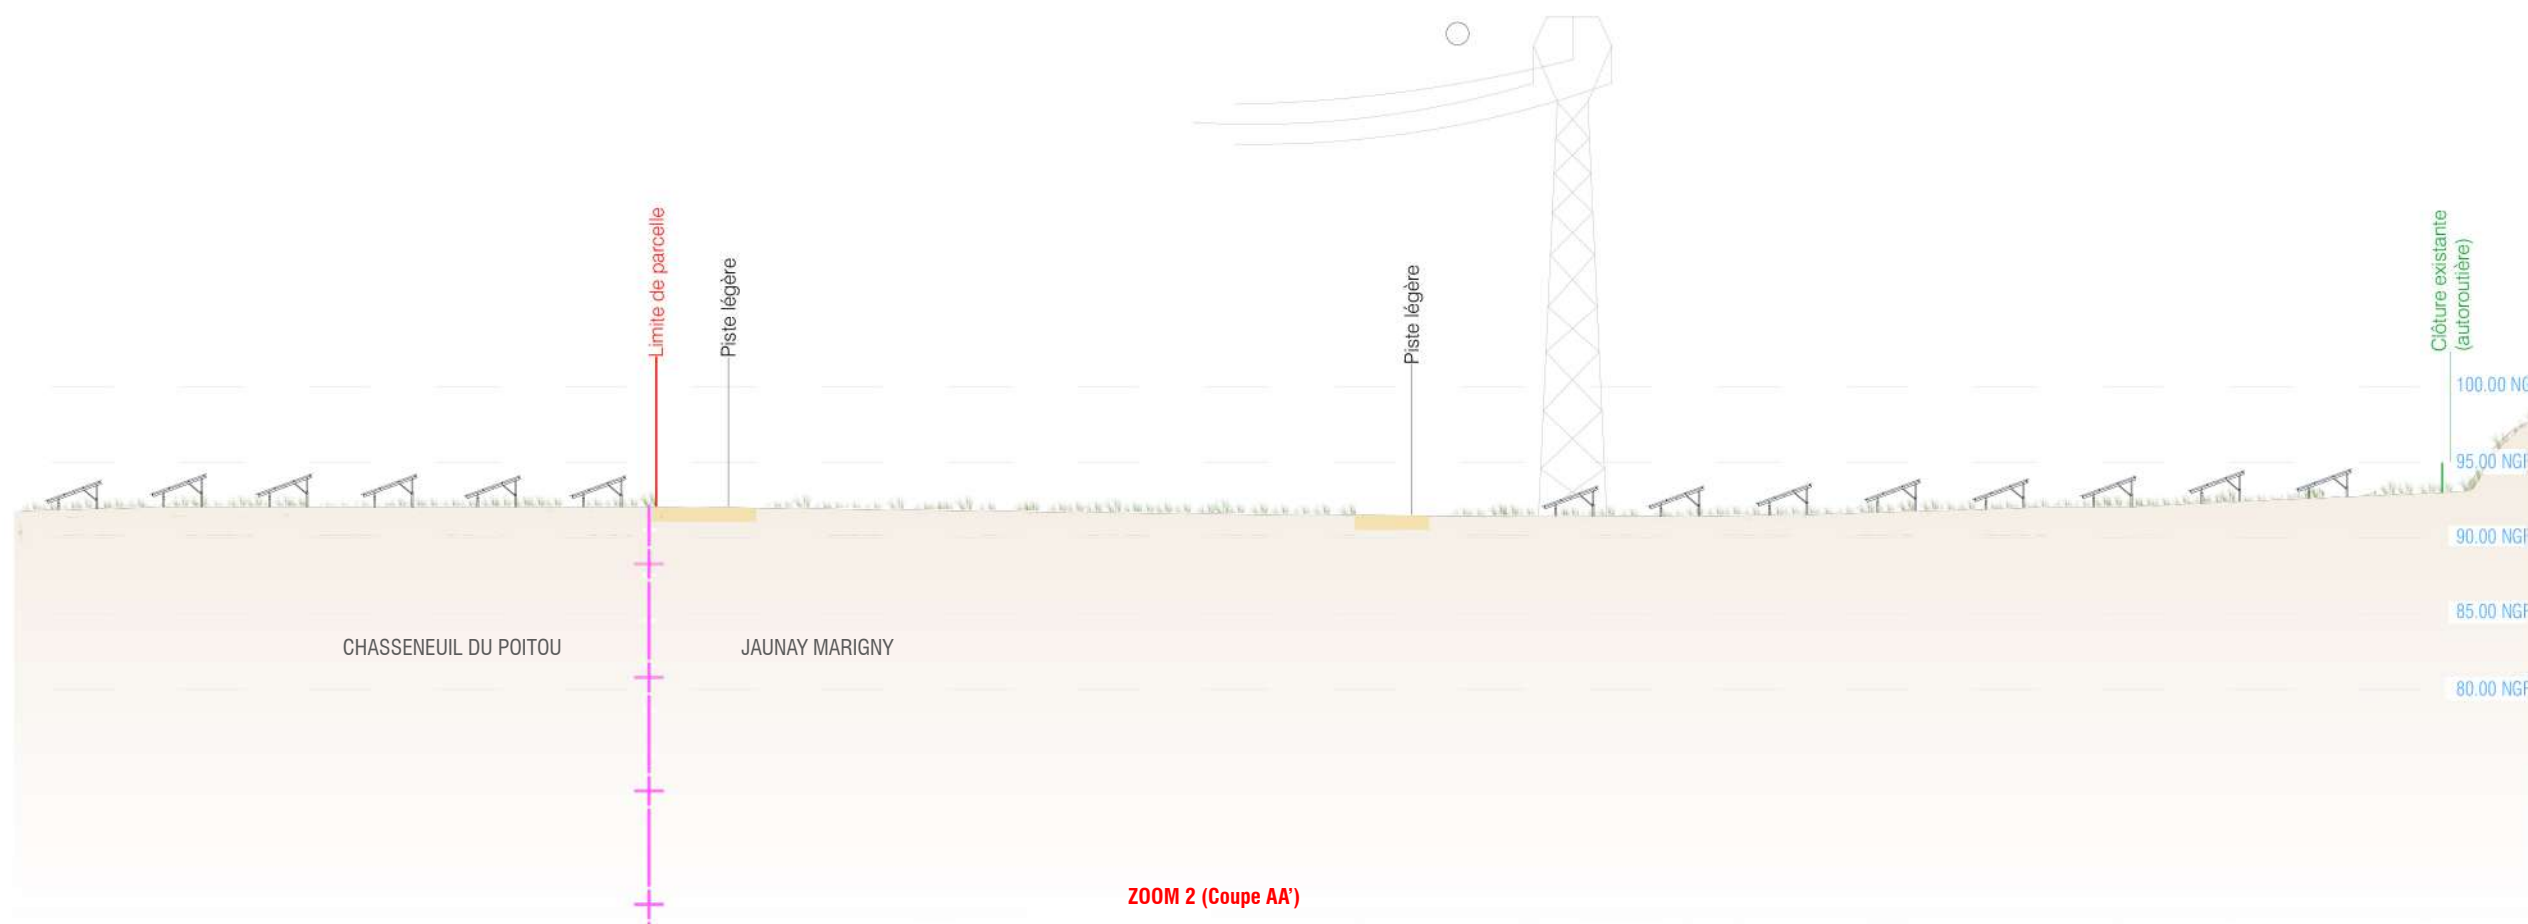 Limite de parcelle
Piste légère
Piste légère
Clôture existante
(autoroutière)
100.00 NG
95.00 NGF
90.00 NGF
85.00 NGF
80.00 NGF
CHASSENEUIL DU POITOU
JAUNAY MARIGNY
ZOOM 2 (Coupe AA’)